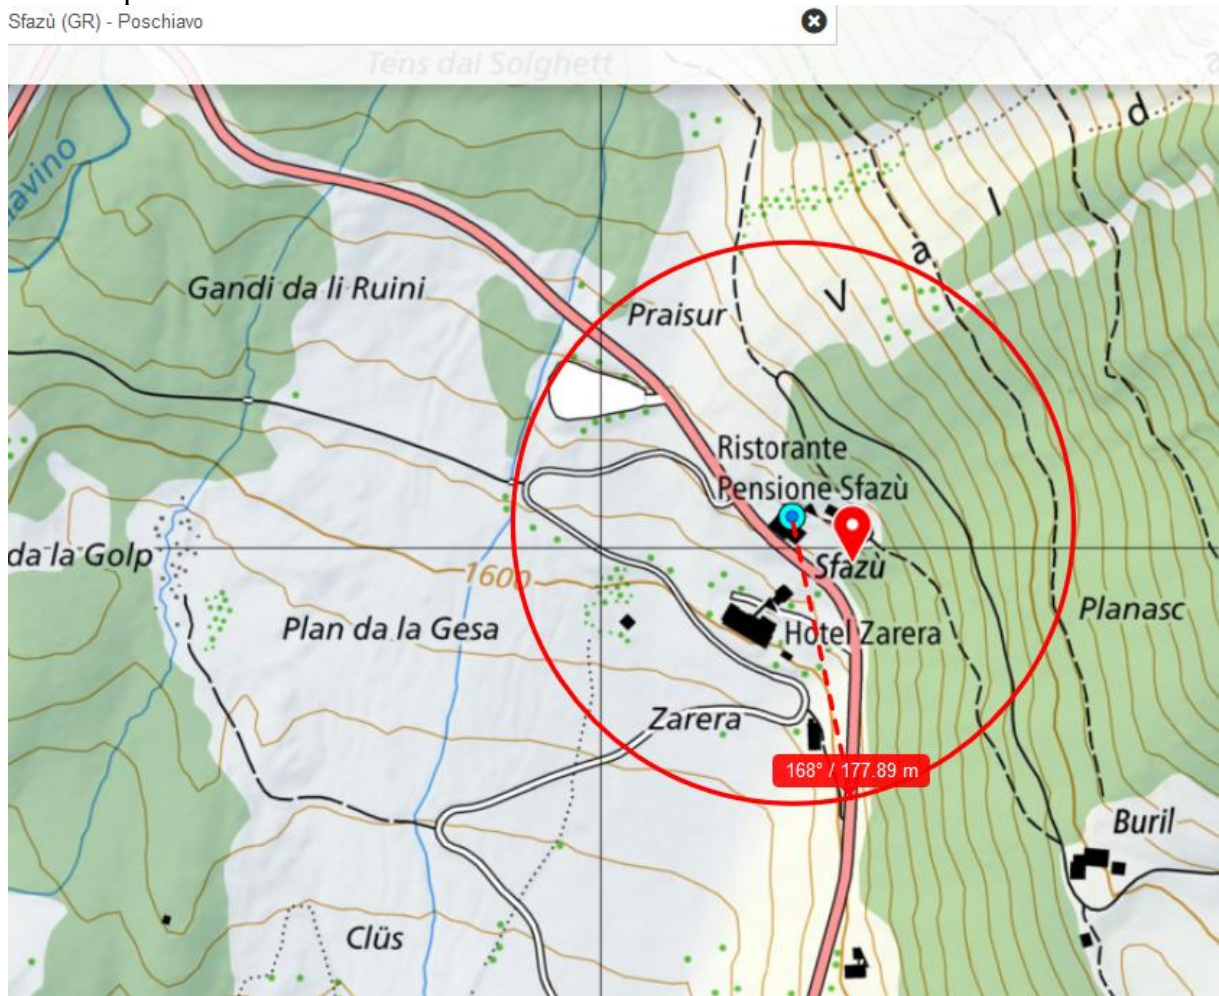 Sfazù (GR) - Poschiavo
Tens dai Solghett
d
avino
l
a
Gandi da li Ruini
V
Praisur
Ristorante
Pensione Sfazù
da la Golp
Sfazù
1600
Planasc
Plan da la Gesa
Hotel Zarera
Zarera
168° / 177.89 m
Buril
Clüs